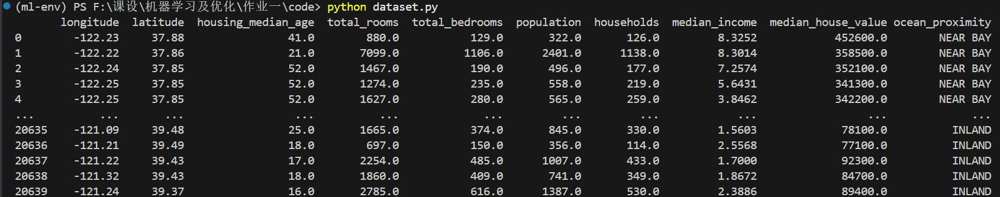 (ml-env) PS F:\课设\机器学习及优化\作业一\code> python dataset.py
longitude latitude housing_median_age total_rooms total_bedrooms population households median_income median_house_value ocean_proximity
0 -122.23 37.88 41.0 880.0 129.0 322.0 126.0 8.3252 452600.0 NEAR BAY
1 -122.22 37.86 21.0 7099.0 1106.0 2401.0 1138.0 8.3014 358500.0 NEAR BAY
2 -122.24 37.85 52.0 1467.0 190.0 496.0 177.0 7.2574 352100.0 NEAR BAY
3 -122.25 37.85 52.0 1274.0 235.0 558.0 219.0 5.6431 341300.0 NEAR BAY
4 -122.25 37.85 52.0 1627.0 280.0 565.0 259.0 3.8462 342200.0 NEAR BAY
... ... ... ... ... ... ... ... ... ... ...
20635 -121.09 39.48 25.0 1665.0 374.0 845.0 330.0 1.5603 78100.0 INLAND
20636 -121.21 39.49 18.0 697.0 150.0 356.0 114.0 2.5568 77100.0 INLAND
20637 -121.22 39.43 17.0 2254.0 485.0 1007.0 433.0 1.7000 92300.0 INLAND
20638 -121.32 39.43 18.0 1860.0 409.0 741.0 349.0 1.8672 84700.0 INLAND
20639 -121.24 39.37 16.0 2785.0 616.0 1387.0 530.0 2.3886 89400.0 INLAND